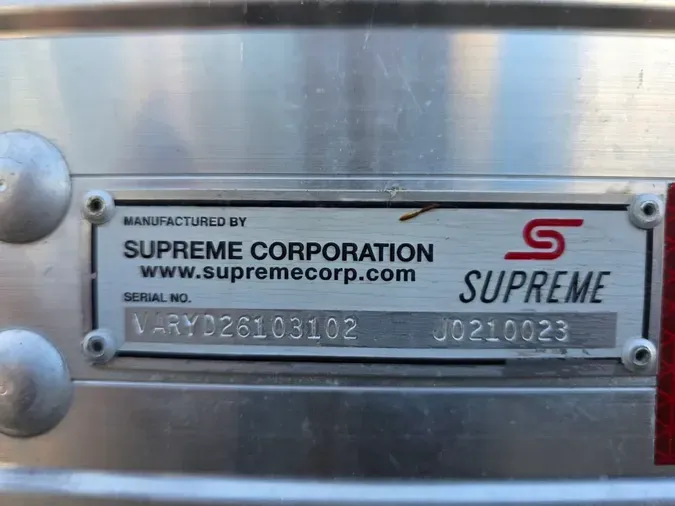 MANUFACTURED BY
SUPREME CORPORATION
www.supremecorp.com
S
SUPREME
SERIAL NO.
VARYD26103102 J0210023